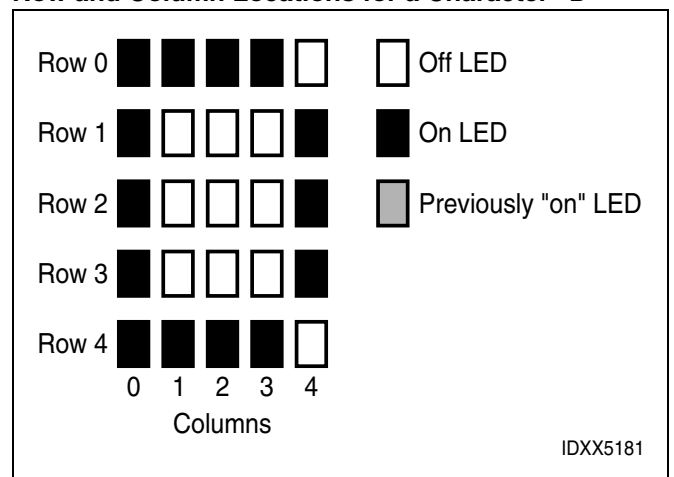 Row and Column Locations for a Character "D"
Row 0
Off LED
Row 1
On LED
Row 2
Previously "on" LED
Row 3
Row 4
0 1 2 3 4
Columns
IDXX5181